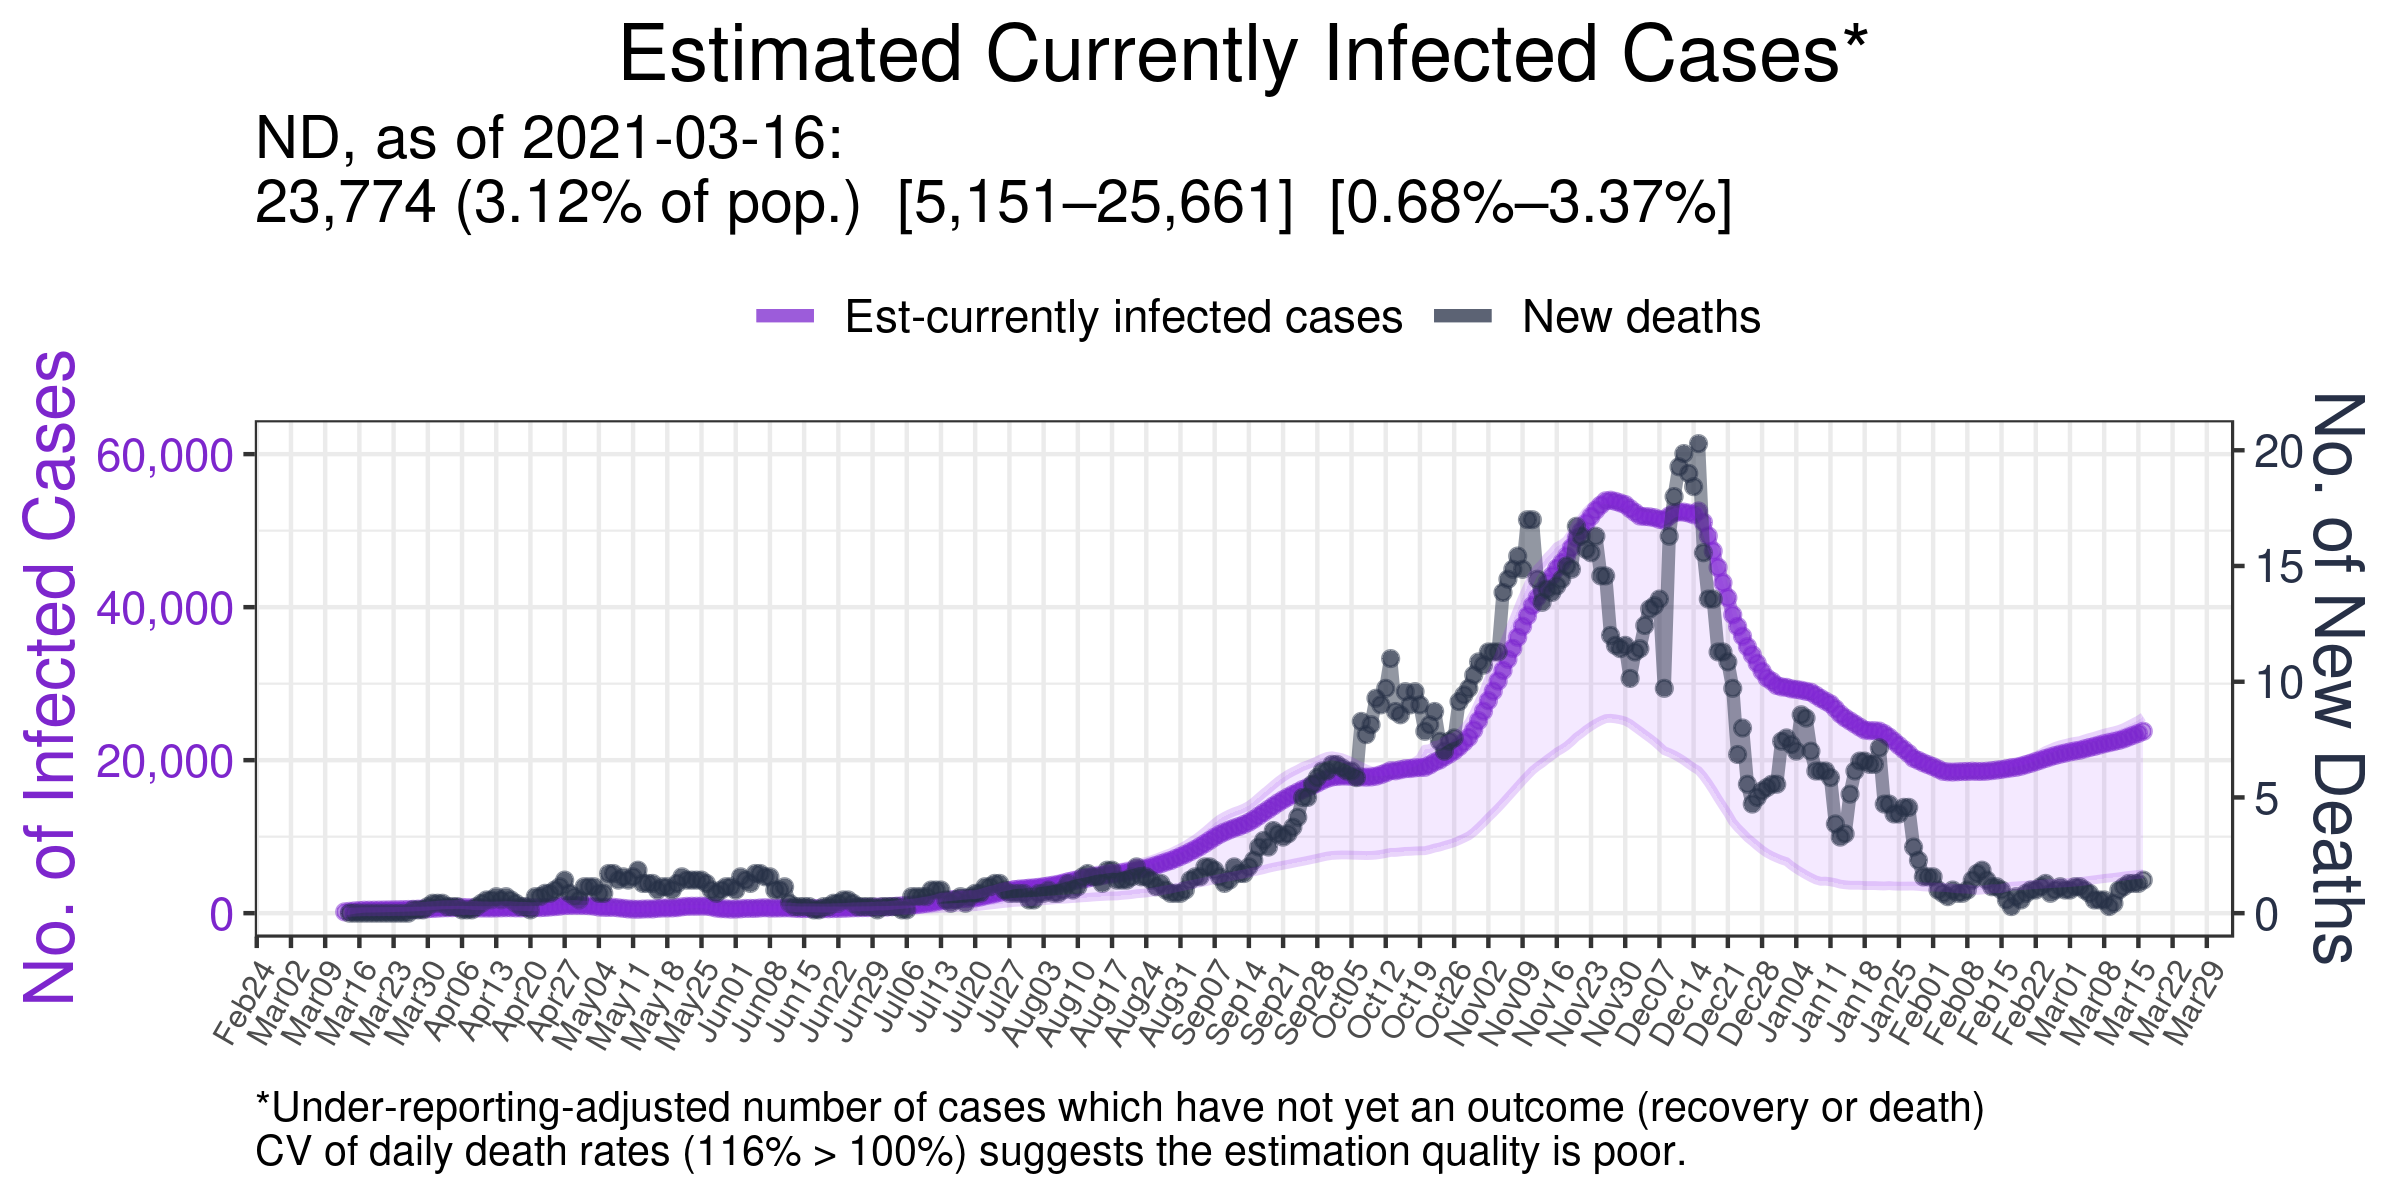 Estimated Currently Infected Cases*
ND, as of 2021-03-16:
23,774 (3.12% of pop.) [5,151–25,661] [0.68%–3.37%]
Est-currently infected cases New deaths
No. of Infected Cases
60,000
40,000
20,000
0
20
15
10
5
0
No. of New Deaths
Feb24 Mar02 Mar09 Mar16 Mar23 Mar30 Apr06 Apr13 Apr20 Apr27 May04 May11 May18 May25 Jun01 Jun08 Jun15 Jun22 Jun29 Jul06 Jul13 Jul20 Jul27 Aug03 Aug10 Aug17 Aug24 Aug31 Sep07 Sep14 Sep21 Sep28 Oct05 Oct12 Oct19 Oct26 Nov02 Nov09 Nov16 Nov23 Nov30 Dec07 Dec14 Dec21 Dec28 Jan04 Jan11 Jan18 Jan25 Feb01 Feb08 Feb15 Feb22 Mar01 Mar08 Mar15 Mar22 Mar29
*Under-reporting-adjusted number of cases which have not yet an outcome (recovery or death)
CV of daily death rates (116% > 100%) suggests the estimation quality is poor.